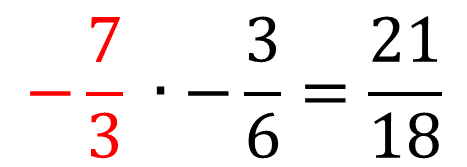 -7/3 · -3/6 = 21/18